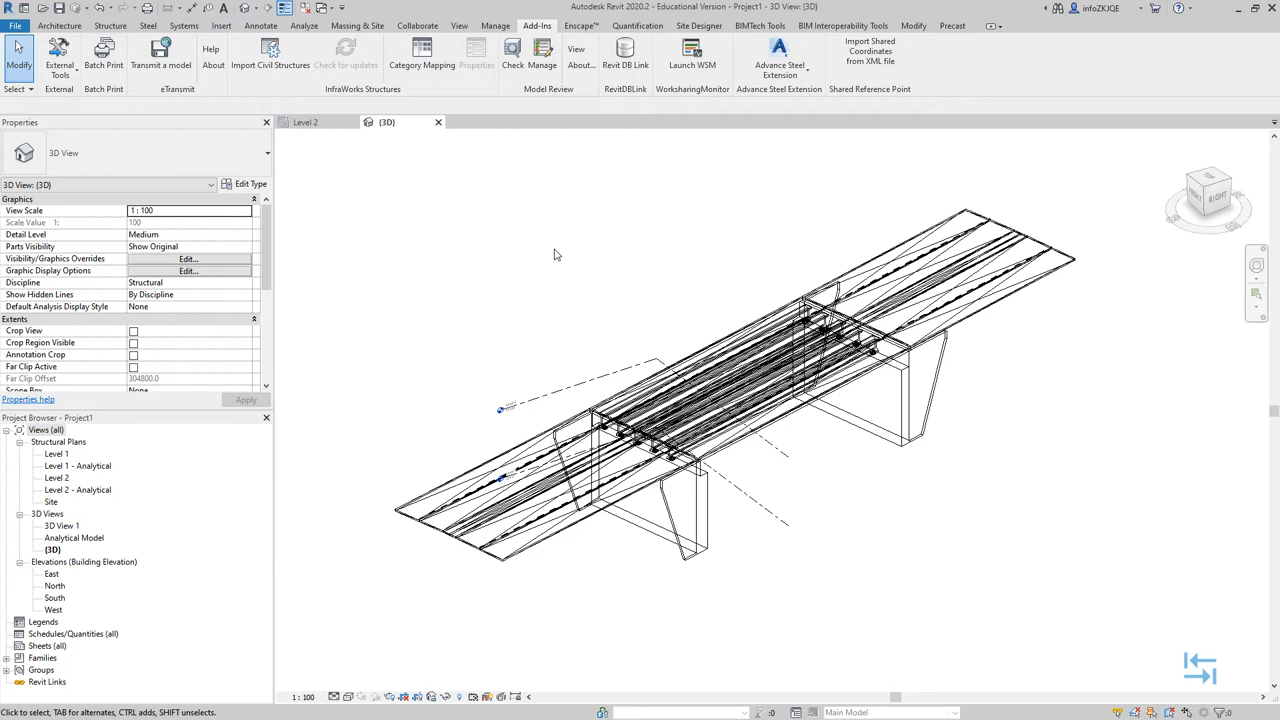 Autodesk Revit 2020.2 - Educational Version - Project1 - 3D View: {3D}
infoZKJQE
File Architecture Structure Steel Systems Insert Annotate Analyze Massing & Site Collaborate View Manage Add-Ins Enscape™ Quantification Site Designer BIMTech Tools BIM Interoperability Tools Modify Precast
Modify External Tools Batch Print Transmit a model Help About Import Civil Structures Check for updates Category Mapping Properties Check Manage View About... Revit DB Link Launch WSM Advance Steel Extension Import Shared Coordinates from XML file
Select External Batch Print eTransmit InfraWorks Structures Model Review RevitDBLink WorksharingMonitor Advance Steel Extension Shared Reference Point
Properties
Level 2 {3D}
3D View
3D View: {3D} Edit Type
Graphics
View Scale 1 : 100
Scale Value 1: 100
Detail Level Medium
Parts Visibility Show Original
Visibility/Graphics Overrides Edit...
Graphic Display Options Edit...
Discipline Structural
Show Hidden Lines By Discipline
Default Analysis Display Style None
Extents
Crop View
Crop Region Visible
Annotation Crop
Far Clip Active
Far Clip Offset 304800.0
Scope Box None
Properties help Apply
Project Browser - Project1
Views (all)
Structural Plans
Level 1
Level 1 - Analytical
Level 2
Level 2 - Analytical
Site
3D Views
3D View 1
Analytical Model
{3D}
Elevations (Building Elevation)
East
North
South
West
Legends
Schedules/Quantities (all)
Sheets (all)
Families
Groups
Revit Links
TOP
RIGHT
1 : 100
Click to select, TAB for alternates, CTRL adds, SHIFT unselects.
:0 Main Model :0